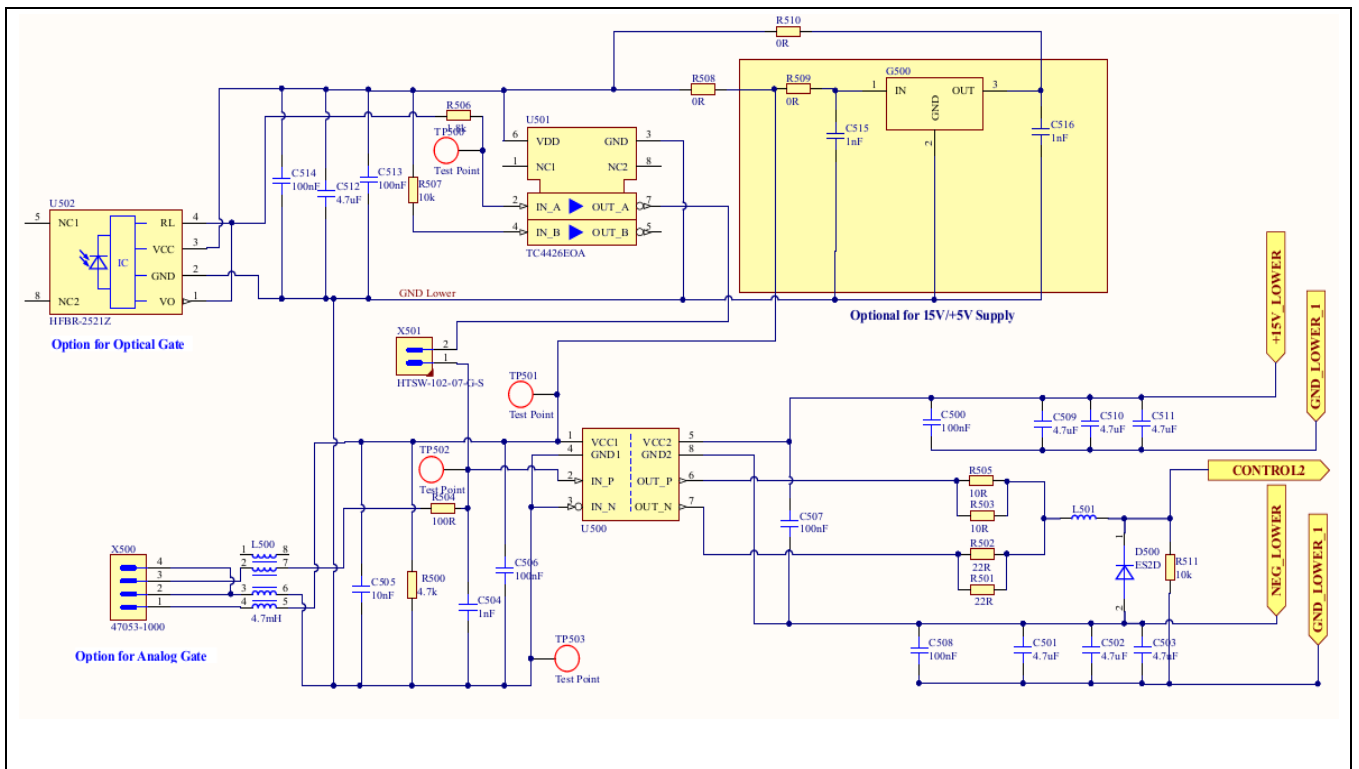 R510
0R
R508
0R
R509
0R
G500
1
IN
OUT
3
GND
2
C515
1nF
C516
1nF
Optional for 15V/+5V Supply
R506
1.8k
TP500
Test Point
U501
6
VDD
GND
3
1
NC1
NC2
8
2
IN_A
OUT_A
7
4
IN_B
OUT_B
5
TC4426EOA
C514
100nF
C512
4.7uF
C513
100nF
R507
10k
U502
5
NC1
RL
4
VCC
3
IC
GND
2
8
NC2
VO
1
HFBR-2521Z
Option for Optical Gate
GND Lower
X501
2
1
HTSW-102-07-G-S
TP501
Test Point
+15V_LOWER
GND_LOWER_1
C500
100nF
C509
4.7uF
C510
4.7uF
C511
4.7uF
1
VCC1
VCC2
5
4
GND1
GND2
8
2
IN_P
OUT_P
6
3
IN_N
OUT_N
7
U500
TP502
Test Point
R504
100R
R505
10R
R503
10R
R502
22R
R501
22R
C507
100nF
L501
CONTROL2
NEG_LOWER
GND_LOWER_1
1
D500
ES2D
2
R511
10k
X500
4
3
2
1
47053-1000
L500
1
8
2
7
3
6
4
5
4.7mH
Option for Analog Gate
C505
10nF
R500
4.7k
C504
1nF
C506
100nF
TP503
Test Point
C508
100nF
C501
4.7uF
C502
4.7uF
C503
4.7uF